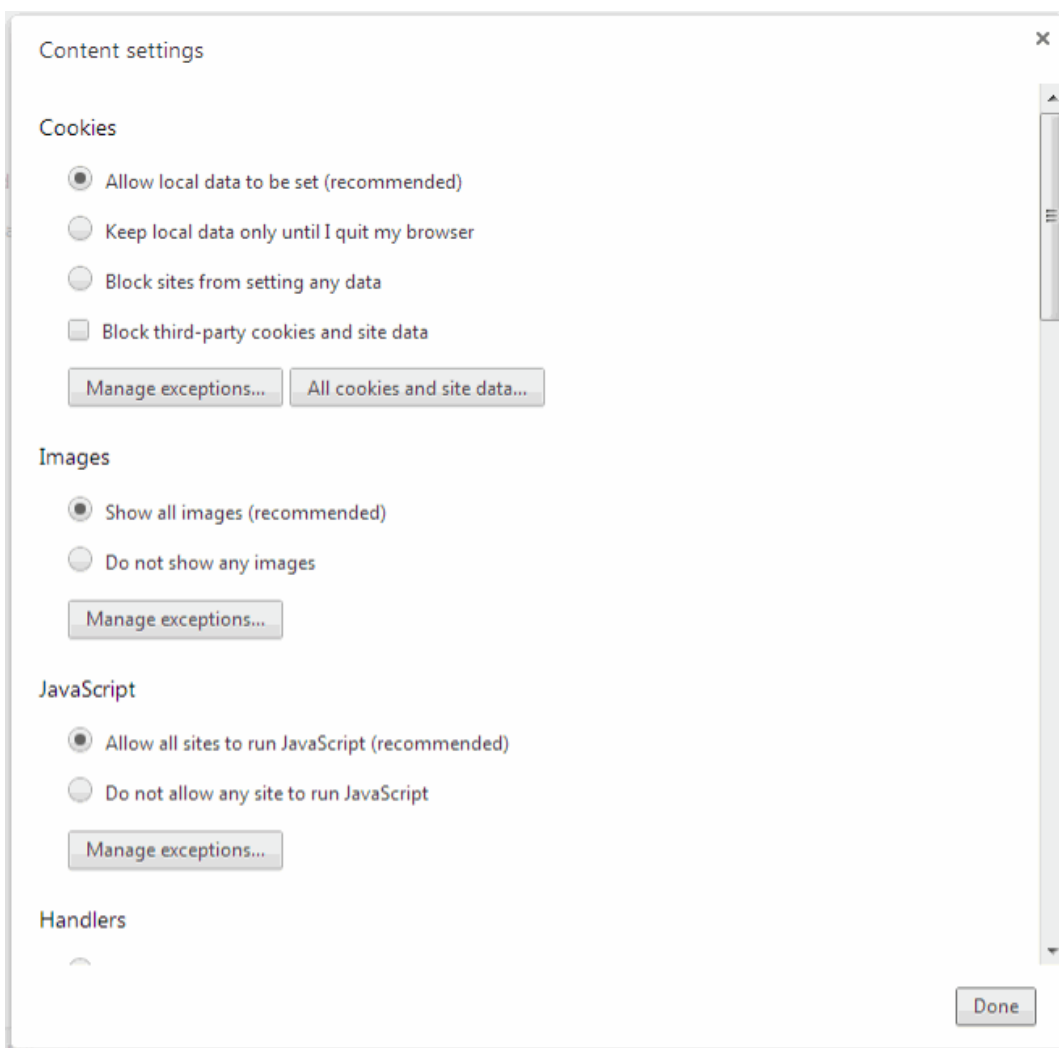 Content settings
Cookies
Allow local data to be set (recommended)
Keep local data only until I quit my browser
Block sites from setting any data
Block third-party cookies and site data
Manage exceptions... All cookies and site data...
Images
Show all images (recommended)
Do not show any images
Manage exceptions...
JavaScript
Allow all sites to run JavaScript (recommended)
Do not allow any site to run JavaScript
Manage exceptions...
Handlers
Done